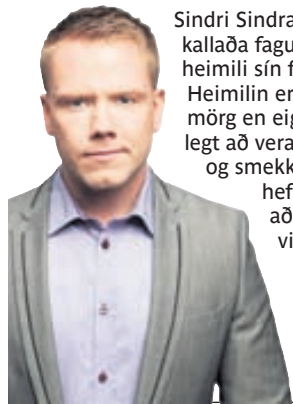 Sindri Sindra
kallaða fagu
heimili sín f
Heimilin er
mörg en eig
legt að vera
og smekk
hef
að
vi